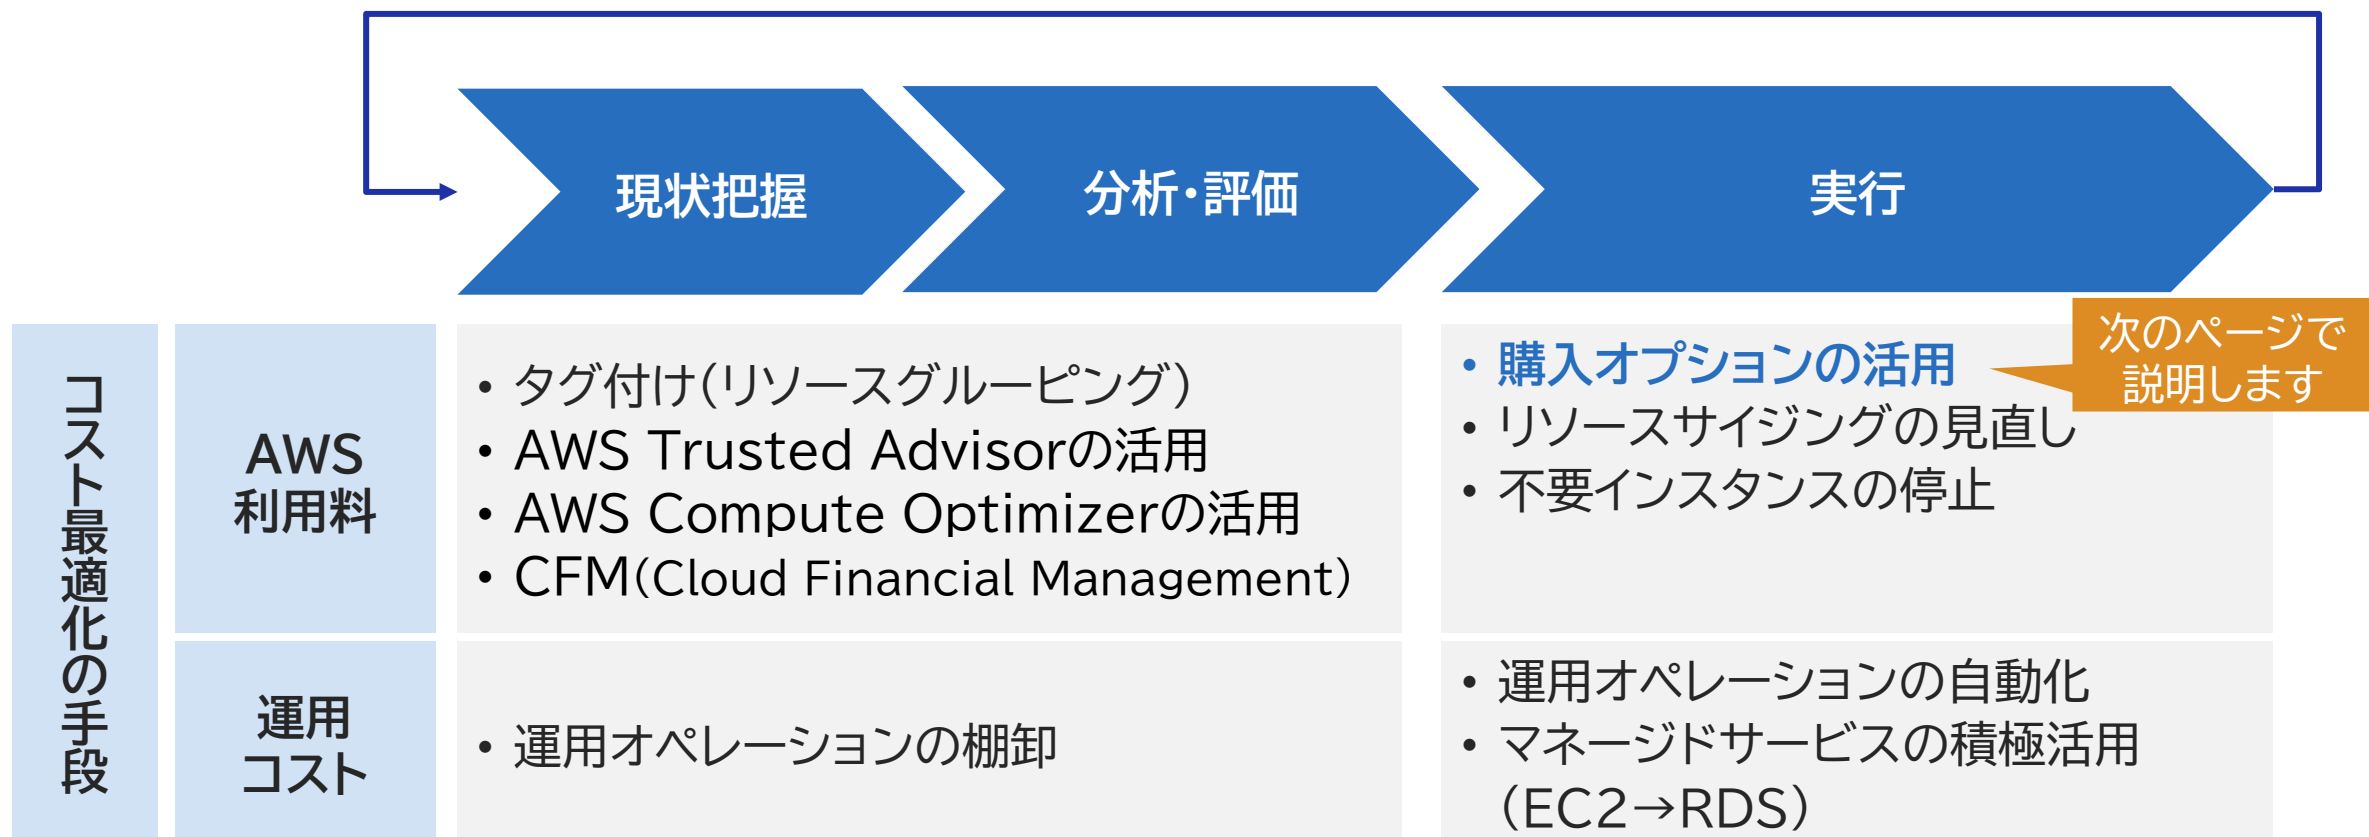 現状把握
分析・評価
実行
次のページで
説明します
コスト最適化の手段
AWS
利用料
• タグ付け(リソースグルーピング)
• AWS Trusted Advisorの活用
• AWS Compute Optimizerの活用
• CFM(Cloud Financial Management)
• 購入オプションの活用
• リソースサイジングの見直し
• 不要インスタンスの停止
運用
コスト
• 運用オペレーションの棚卸
• 運用オペレーションの自動化
• マネージドサービスの積極活用
(EC2→RDS)